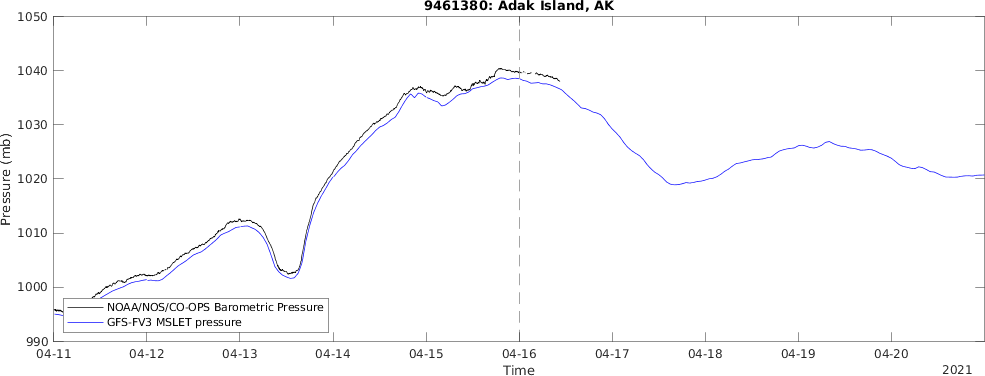 9461380: Adak Island, AK
1050
1040
1030
1020
1010
1000
990
Pressure (mb)
NOAA/NOS/CO-OPS Barometric Pressure
GFS-FV3 MSLET pressure
04-11 04-12 04-13 04-14 04-15 04-16 04-17 04-18 04-19 04-20
Time
2021